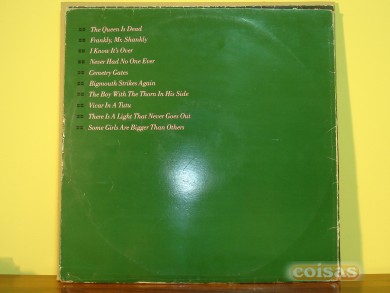 The Queen Is Dead
Frankly, Mr. Shankly
I Know It's Over
Never Had No One Ever
Cemetry Gates
Bigmouth Strikes Again
The Boy With The Thorn In His Side
Vicar In A Tutu
There Is A Light That Never Goes Out
Some Girls Are Bigger Than Others
coisas